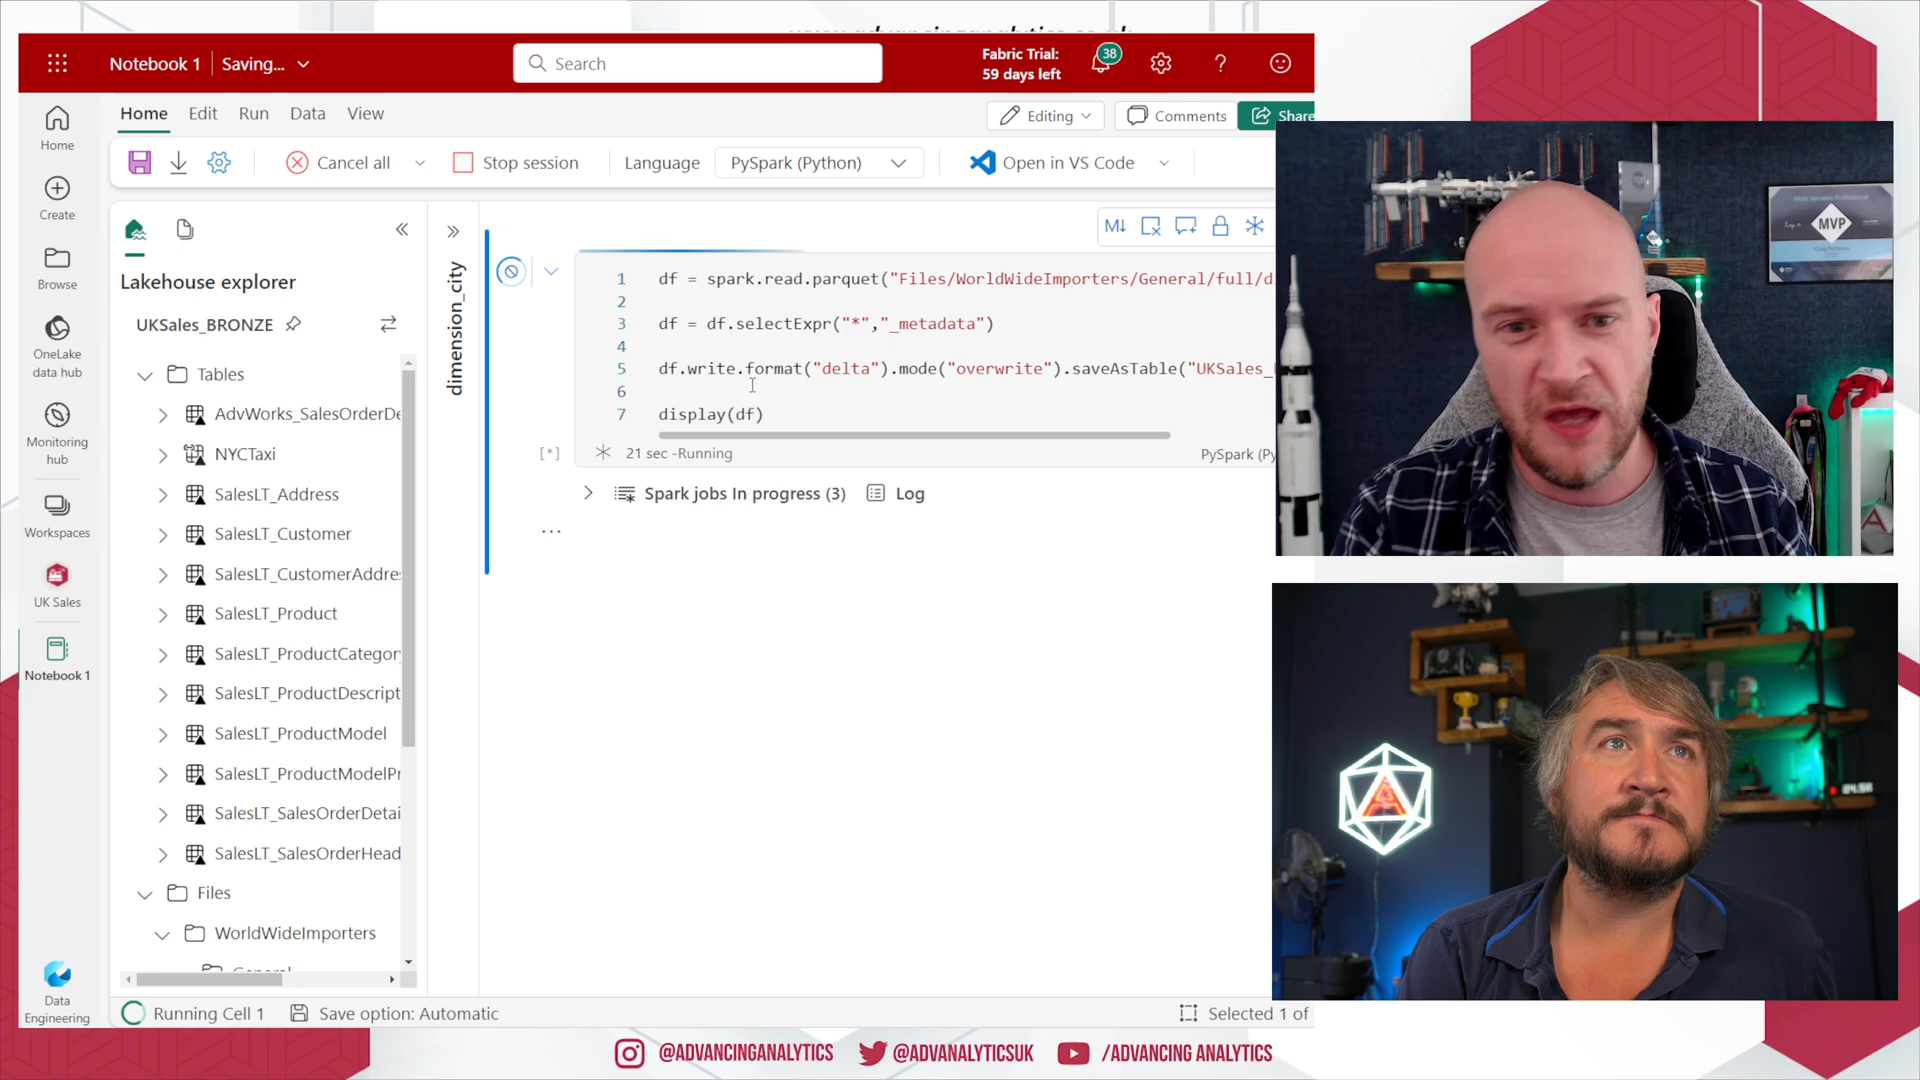 Notebook 1
Saving...
Search
Fabric Trial:
59 days left
38
Home
Edit
Run
Data
View
Editing
Comments
Share
Cancel all
Stop session
Language
PySpark (Python)
Open in VS Code
Home
Create
Browse
OneLake
data hub
Monitoring
hub
Workspaces
UK Sales
Notebook 1
Data
Engineering
Lakehouse explorer
UKSales_BRONZE
Tables
AdvWorks_SalesOrderDe
NYCTaxi
SalesLT_Address
SalesLT_Customer
SalesLT_CustomerAddre
SalesLT_Product
SalesLT_ProductCategor
SalesLT_ProductDescript
SalesLT_ProductModel
SalesLT_ProductModelPr
SalesLT_SalesOrderDetai
SalesLT_SalesOrderHead
Files
WorldWideImporters
dimension_city
M↓
1 df = spark.read.parquet("Files/WorldWideImporters/General/full/d
2
3 df = df.selectExpr("*","_metadata")
4
5 df.write.format("delta").mode("overwrite").saveAsTable("UKSales_
6
7 display(df)
[*]
21 sec -Running
PySpark (Py
Spark jobs In progress (3)
Log
...
Running Cell 1
Save option: Automatic
Selected 1 of
MVP
@ADVANCINGANALYTICS
@ADVANALYTICSUK
/ADVANCING ANALYTICS